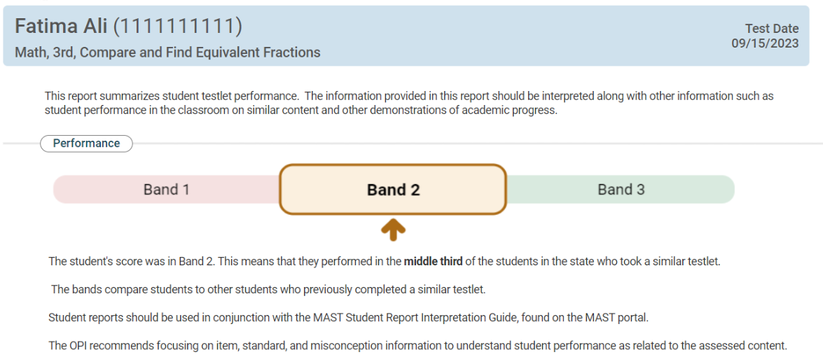 Fatima Ali (1111111111)
Test Date
Math, 3rd, Compare and Find Equivalent Fractions
09/15/2023
This report summarizes student testlet performance. The information provided in this report should be interpreted along with other information such as
student performance in the classroom on similar content and other demonstrations of academic progress.
Performance
Band 1 Band 2 Band 3
The student's score was in Band 2. This means that they performed in the middle third of the students in the state who took a similar testlet.
The bands compare students to other students who previously completed a similar testlet.
Student reports should be used in conjunction with the MAST Student Report Interpretation Guide, found on the MAST portal.
The OPI recommends focusing on item, standard, and misconception information to understand student performance as related to the assessed content.